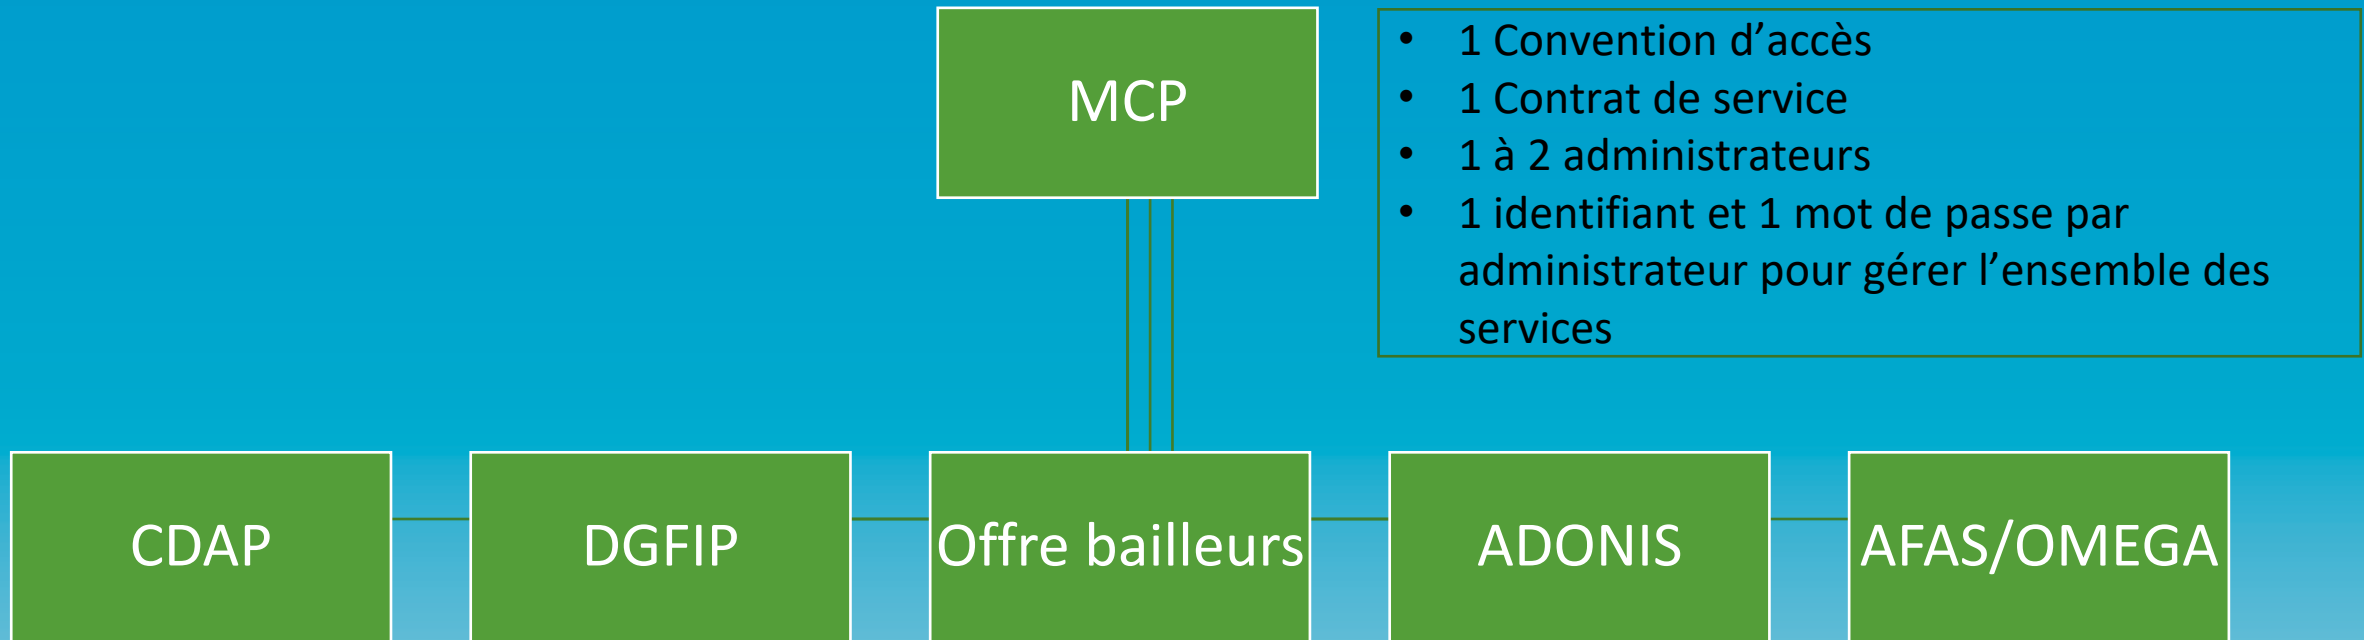 MCP
• 1 Convention d’accès
• 1 Contrat de service
• 1 à 2 administrateurs
• 1 identifiant et 1 mot de passe par
administrateur pour gérer l’ensemble des
services
CDAP
DGFIP
Offre bailleurs
ADONIS
AFAS/OMEGA